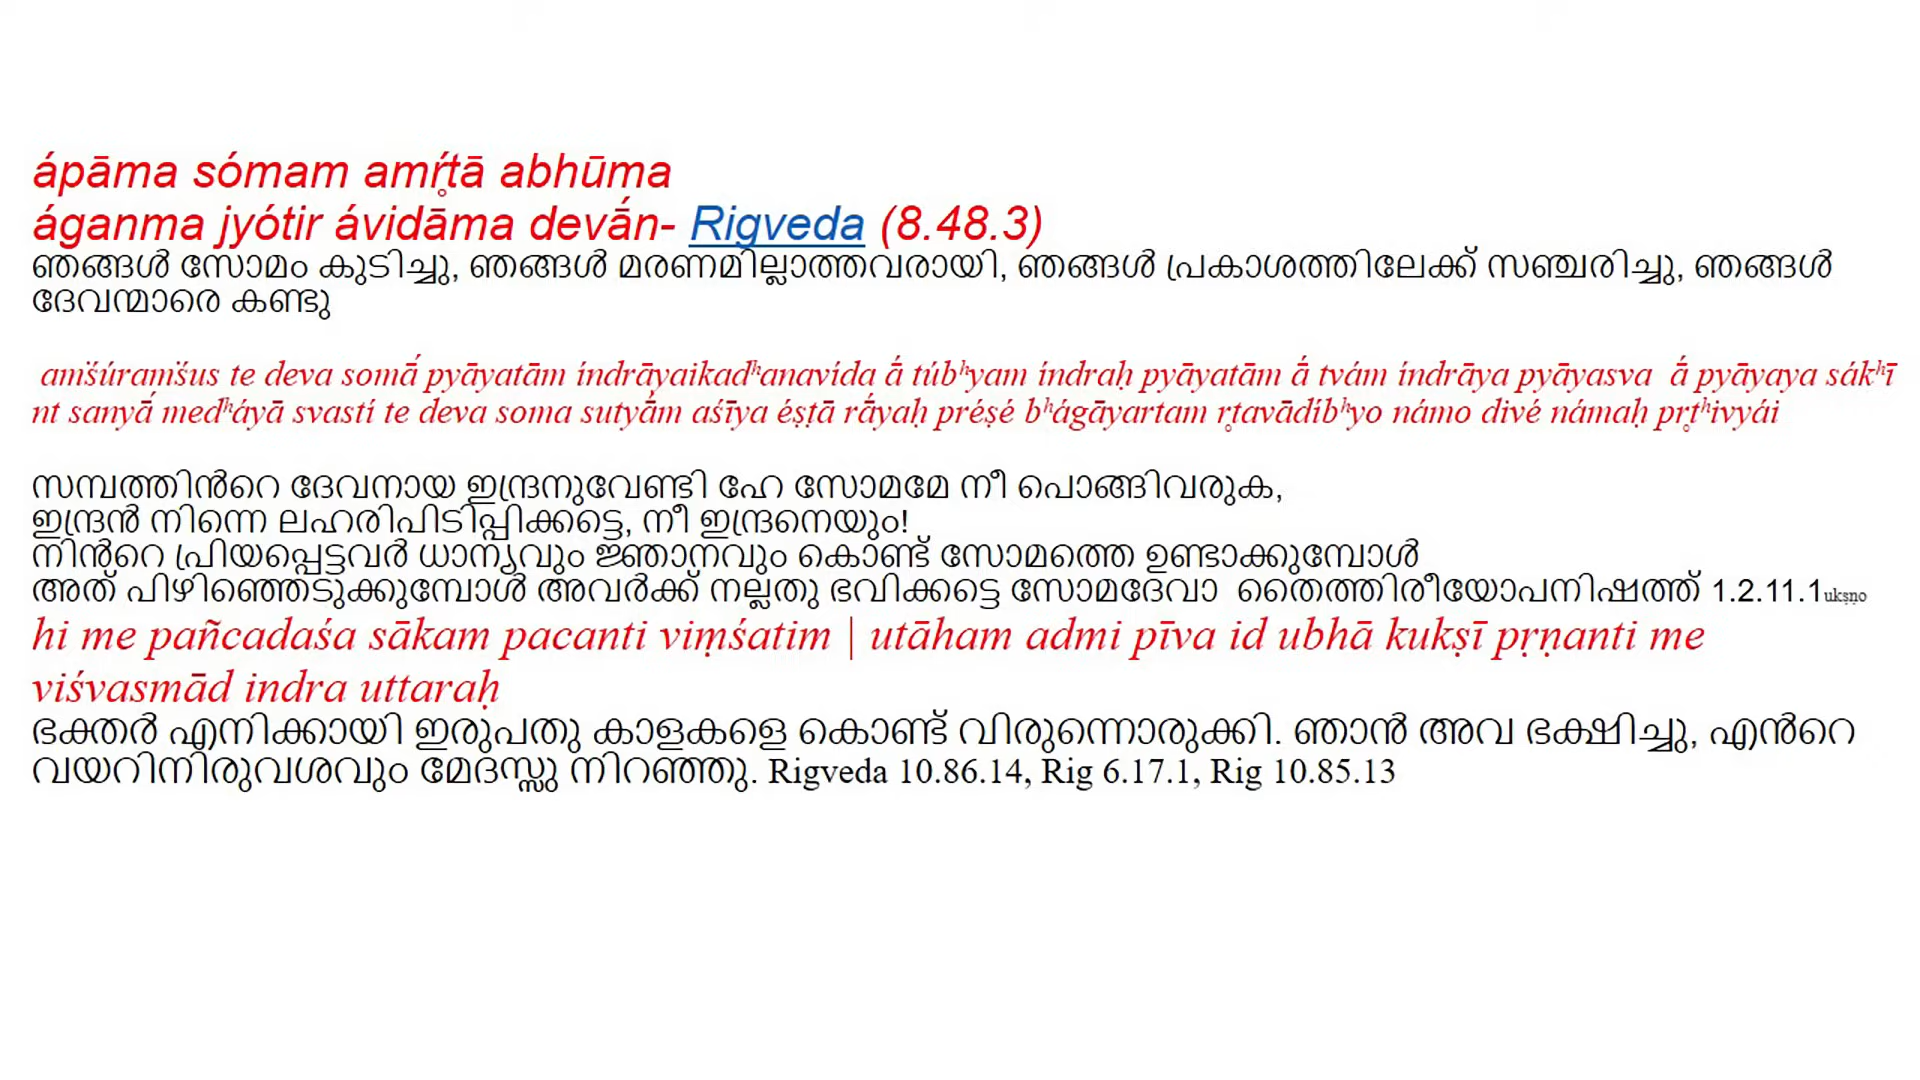 ápāma sómam amŕ̥tā abhūma
áganma jyótir ávidāma devā́n- Rigveda (8.48.3)
ഞങ്ങൾ സോമം കുടിച്ചു, ഞങ്ങൾ മരണമില്ലാത്തവരായി, ഞങ്ങൾ പ്രകാശത്തിലേക്ക് സഞ്ചരിച്ചു, ഞങ്ങൾ
ദേവന്മാരെ കണ്ടു
am̐śúram̐śus te deva somā́ pyāyatām índrāyaikadʰanavída ā́ túbʰyam índraḥ pyāyatām ā́ tvám índrāya pyāyasva ā́ pyāyaya sákʰī
nt sanyā́ medʰáyā svastí te deva soma sutyā́m aśīya éṣṭā rā́yaḥ préṣé bʰágāyartam r̥tavādíbʰyo námo divé námaḥ pr̥tʰivyái
സമ്പത്തിൻറെ ദേവനായ ഇന്ദ്രനുവേണ്ടി ഹേ സോമമേ നീ പൊങ്ങിവരുക,
ഇന്ദ്രൻ നിന്നെ ലഹരിപിടിപ്പിക്കട്ടെ, നീ ഇന്ദ്രനെയും!
നിൻറെ പ്രിയപ്പെട്ടവർ ധാന്യവും ജ്ഞാനവും കൊണ്ട് സോമത്തെ ഉണ്ടാക്കുമ്പോൾ
അത് പിഴിഞ്ഞെടുക്കുമ്പോൾ അവർക്ക് നല്ലതു ഭവിക്കട്ടെ സോമദേവാ തൈത്തിരീയോപനിഷത്ത് 1.2.11.1ukṣṇo
hi me pañcadaśa sākam pacanti viṃśatim | utāham admi pīva id ubhā kukṣī pṛṇanti me
viśvasmād indra uttaraḥ
ഭക്തർ എനിക്കായി ഇരുപതു കാളകളെ കൊണ്ട് വിരുന്നൊരുക്കി. ഞാൻ അവ ഭക്ഷിച്ചു, എൻറെ
വയറിനിരുവശവും മേദസ്സു നിറഞ്ഞു. Rigveda 10.86.14, Rig 6.17.1, Rig 10.85.13